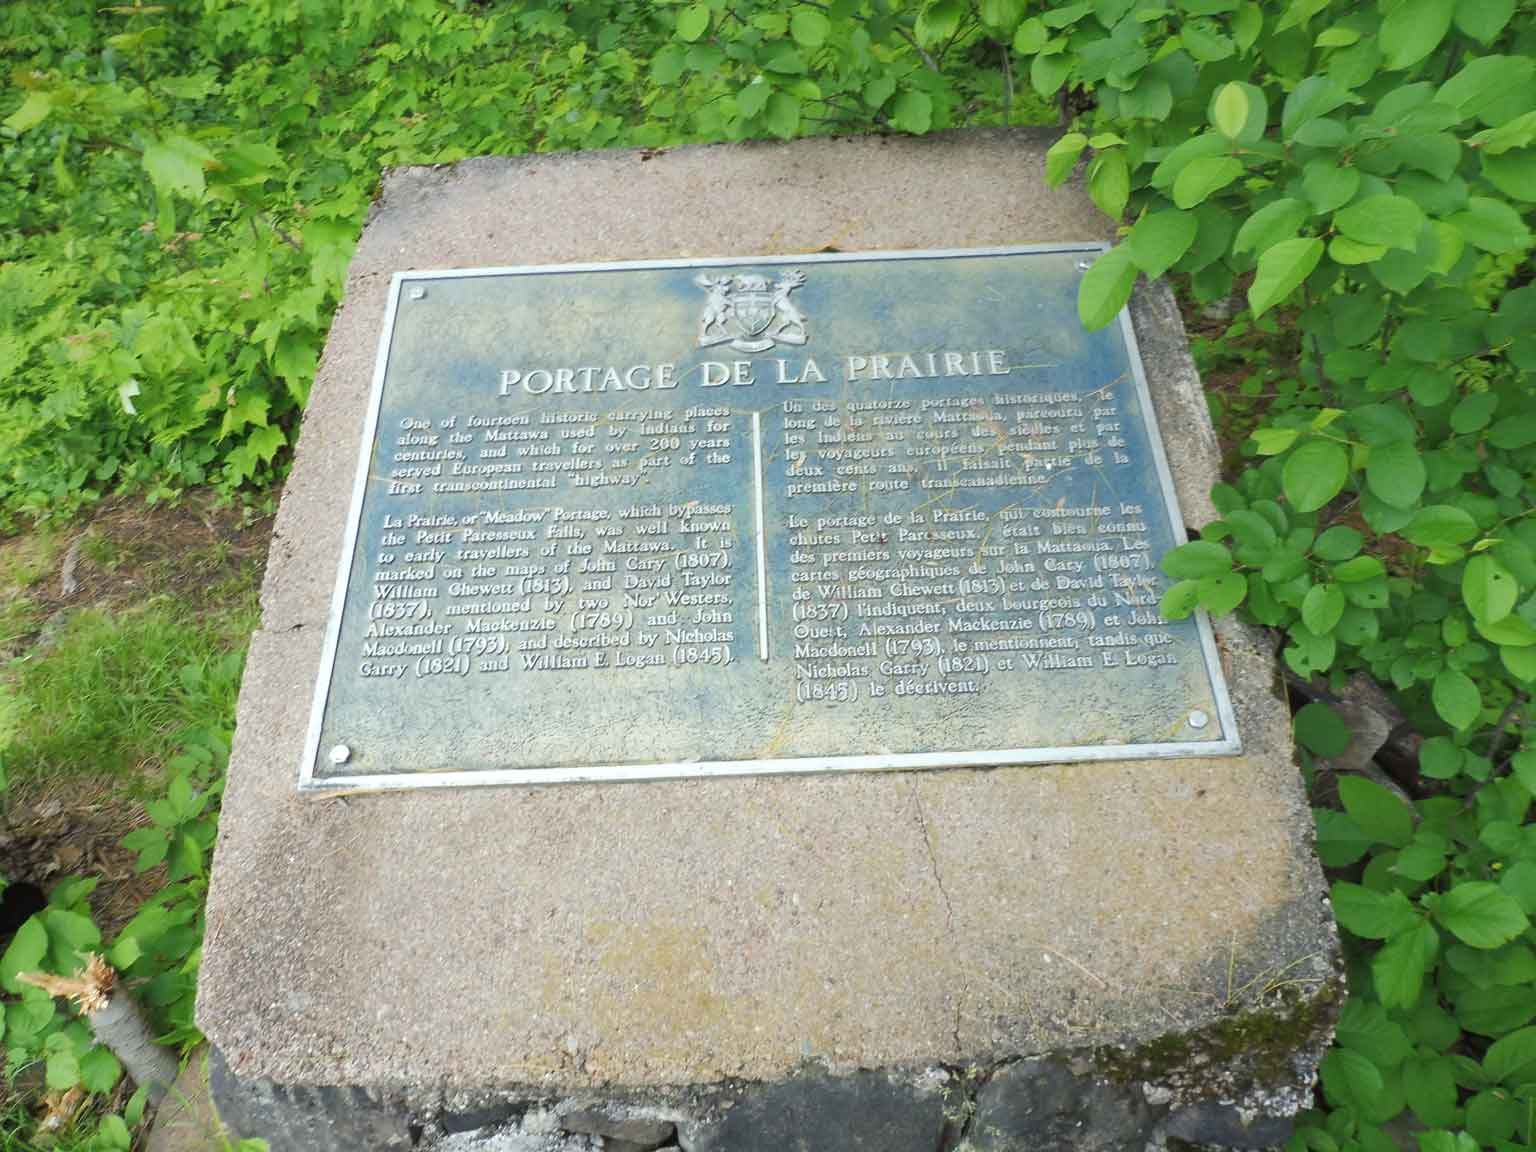 PORTAGE DE LA PRAIRIE
One of fourteen historic carrying places
along the Mattawa used by Indians for
centuries, and which for over 200 years
served European travellers as part of the
first transcontinental "highway".
La Prairie, or "Meadow" Portage, which bypasses
the Petit Paresseux Falls, was well known
to early travellers of the Mattawa. It is
marked on the maps of John Cary (1807),
William Chewett (1813), and David Taylor
(1837), mentioned by two Nor'Westers,
Alexander Mackenzie (1789) and John
Macdonell (1793), and described by Nicholas
Garry (1821) and William E. Logan (1845).
Un des quatorze portages historiques, le
long de la rivière Mattaoua, parcouru par
les Indiens au cours des siècles et par
les voyageurs européens pendant plus de
deux cents ans, il faisait partie de la
première route transcanadienne.
Le portage de la Prairie, qui contourne les
chutes Petit Paresseux, était bien connu
des premiers voyageurs sur la Mattaoua. Les
cartes géographiques de John Cary (1807),
de William Chewett (1813) et de David Taylor
(1837) l'indiquent; deux bourgeois du Nord-
Ouest, Alexander Mackenzie (1789) et John
Macdonell (1793), le mentionnent, tandis que
Nicholas Garry (1821) et William E. Logan
(1845) le décrivent.